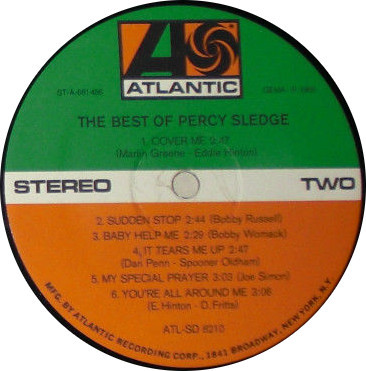 ATLANTIC
ST-A-681486
GEMA
THE BEST OF PERCY SLEDGE
1. COVER ME 2:47
(Marlin Greene - Eddie Hinton)
STEREO TWO
2. SUDDEN STOP 2:44 (Bobby Russell)
3. BABY HELP ME 2:29 (Bobby Womack)
4. IT TEARS ME UP 2:47
(Dan Penn - Spooner Oldham)
5. MY SPECIAL PRAYER 3:03 (Joe Simon)
6. YOU'RE ALL AROUND ME 3:06
(E. Hinton - D. Fritts)
ATL-SD 8210
MFG. BY ATLANTIC RECORDING CORP., 1841 BROADWAY, NEW YORK, N.Y.